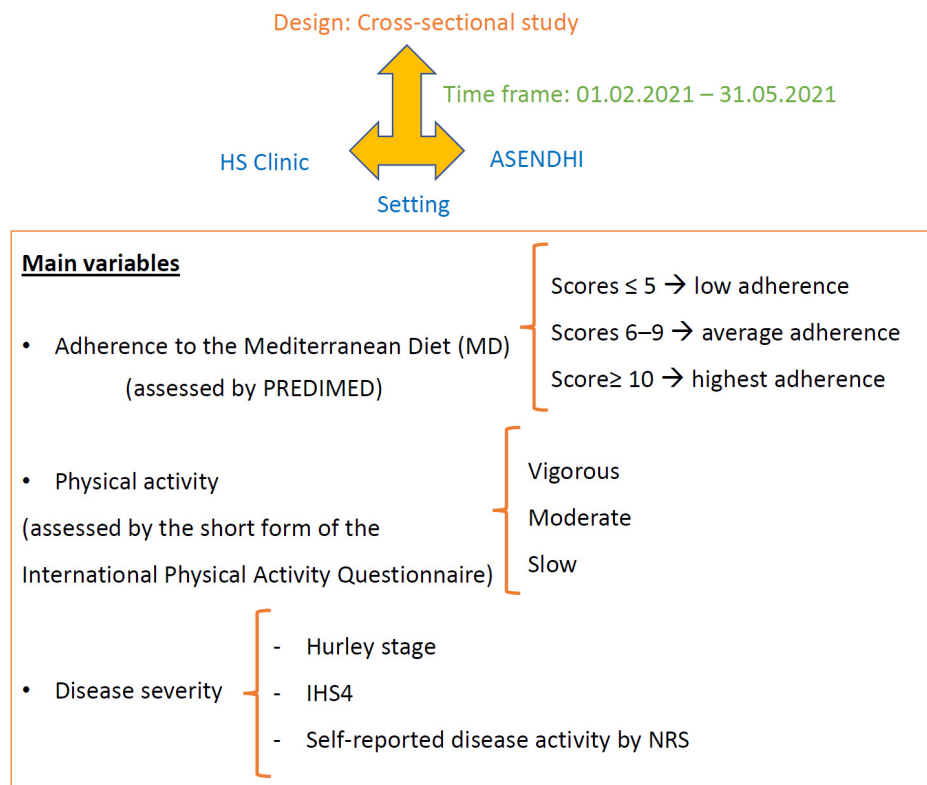 Design: Cross-sectional study
Time frame: 01.02.2021 – 31.05.2021
HS Clinic
ASENDHI
Setting
Main variables
• Adherence to the Mediterranean Diet (MD)
(assessed by PREDIMED)
Scores ≤ 5 → low adherence
Scores 6–9 → average adherence
Score≥ 10 → highest adherence
• Physical activity
(assessed by the short form of the
International Physical Activity Questionnaire)
Vigorous
Moderate
Slow
• Disease severity
- Hurley stage
- IHS4
- Self-reported disease activity by NRS